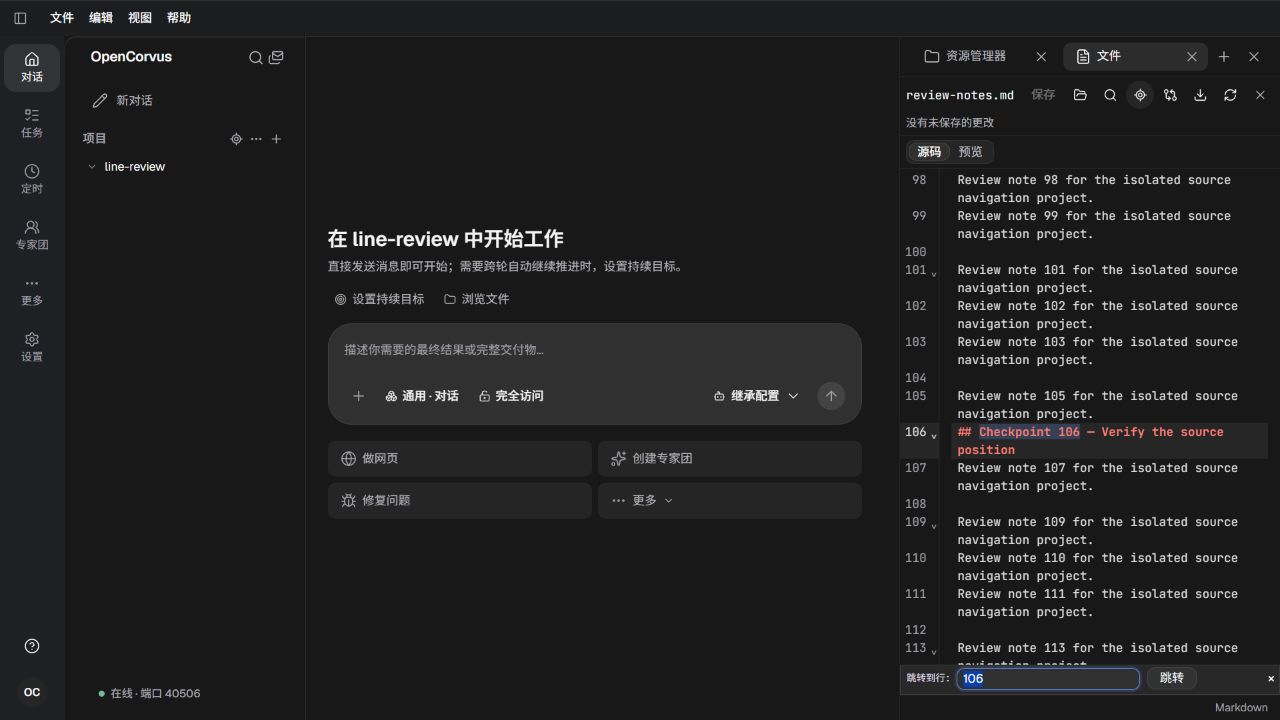 文件 编辑 视图 帮助
对话
任务
定时
专家团
更多
设置
OC
OpenCorvus
新对话
项目
line-review
在线 · 端口 40506
在 line-review 中开始工作
直接发送消息即可开始；需要跨轮自动继续推进时，设置持续目标。
设置持续目标 浏览文件
描述你需要的最终结果或完整交付物...
通用 · 对话 完全访问 继承配置
做网页 创建专家团
修复问题 更多
资源管理器 文件
review-notes.md 保存
没有未保存的更改
源码 预览
98 Review note 98 for the isolated source
navigation project.
99 Review note 99 for the isolated source
navigation project.
100
101 Review note 101 for the isolated source
navigation project.
102 Review note 102 for the isolated source
navigation project.
103 Review note 103 for the isolated source
navigation project.
104
105 Review note 105 for the isolated source
navigation project.
106 ## Checkpoint 106 — Verify the source
position
107 Review note 107 for the isolated source
navigation project.
108
109 Review note 109 for the isolated source
navigation project.
110 Review note 110 for the isolated source
navigation project.
111 Review note 111 for the isolated source
navigation project.
112
113 Review note 113 for the isolated source
navigation project.
跳转到行: 106 跳转 ×
Markdown